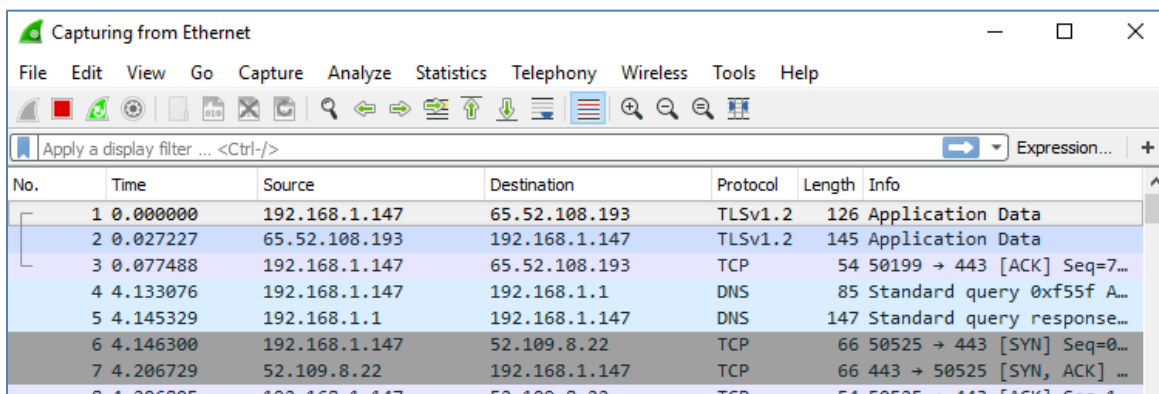 Capturing from Ethernet
File Edit View Go Capture Analyze Statistics Telephony Wireless Tools Help
Apply a display filter ... <Ctrl-/> Expression... +
No. Time Source Destination Protocol Length Info
1 0.000000 192.168.1.147 65.52.108.193 TLSv1.2 126 Application Data
2 0.027227 65.52.108.193 192.168.1.147 TLSv1.2 145 Application Data
3 0.077488 192.168.1.147 65.52.108.193 TCP 54 50199 → 443 [ACK] Seq=7…
4 4.133076 192.168.1.147 192.168.1.1 DNS 85 Standard query 0xf55f A…
5 4.145329 192.168.1.1 192.168.1.147 DNS 147 Standard query response…
6 4.146300 192.168.1.147 52.109.8.22 TCP 66 50525 → 443 [SYN] Seq=0…
7 4.206729 52.109.8.22 192.168.1.147 TCP 66 443 → 50525 [SYN, ACK] …